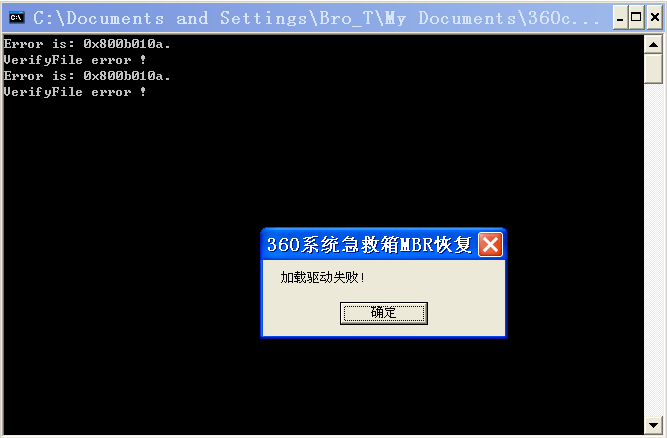 C:\Documents and Settings\Bro_T\My Documents\360c...
Error is: 0x800b010a.
VerifyFile error !
Error is: 0x800b010a.
VerifyFile error !
360系统急救箱MBR恢复
加载驱动失败!
确定